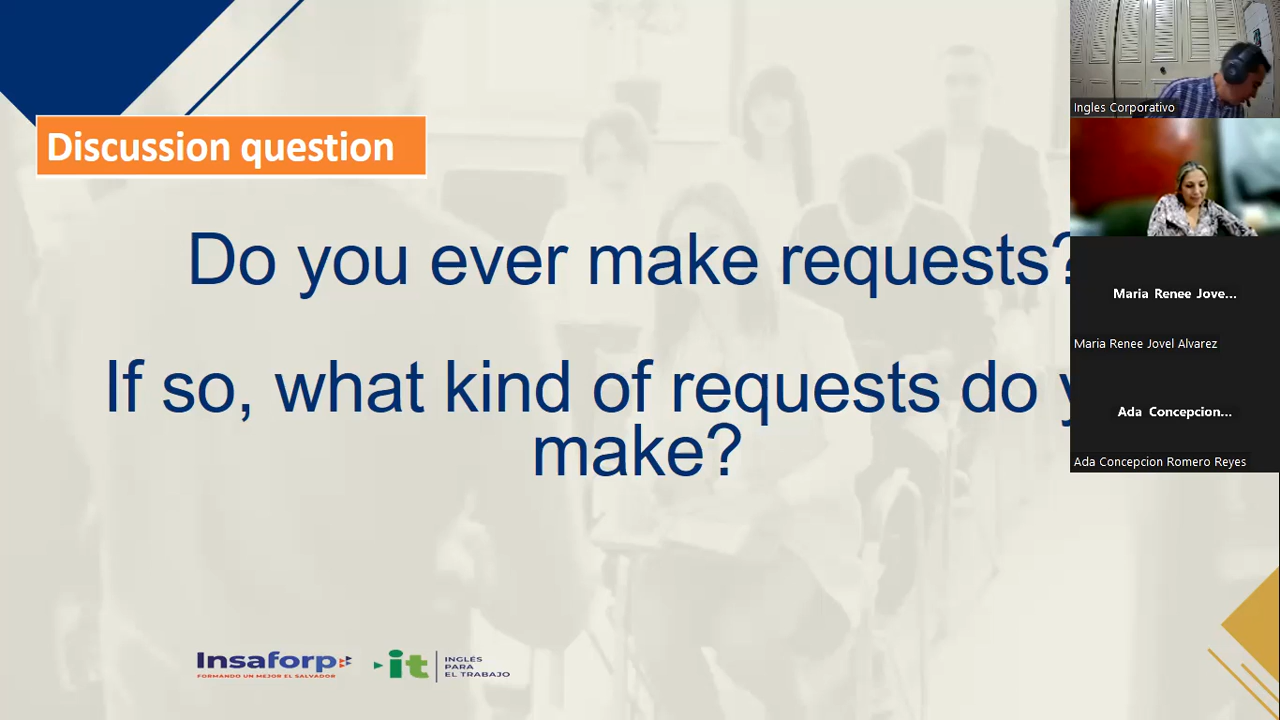 Discussion question
Do you ever make requests?
If so, what kind of requests do
make?
Insaforp
FORMANDO UN MEJOR EL SALVADOR
it
INGLÉS
PARA
EL TRABAJO
Ingles Corporativo
Maria Renee Jove...
Maria Renee Jovel Alvarez
Ada Concepcion...
Ada Concepcion Romero Reyes